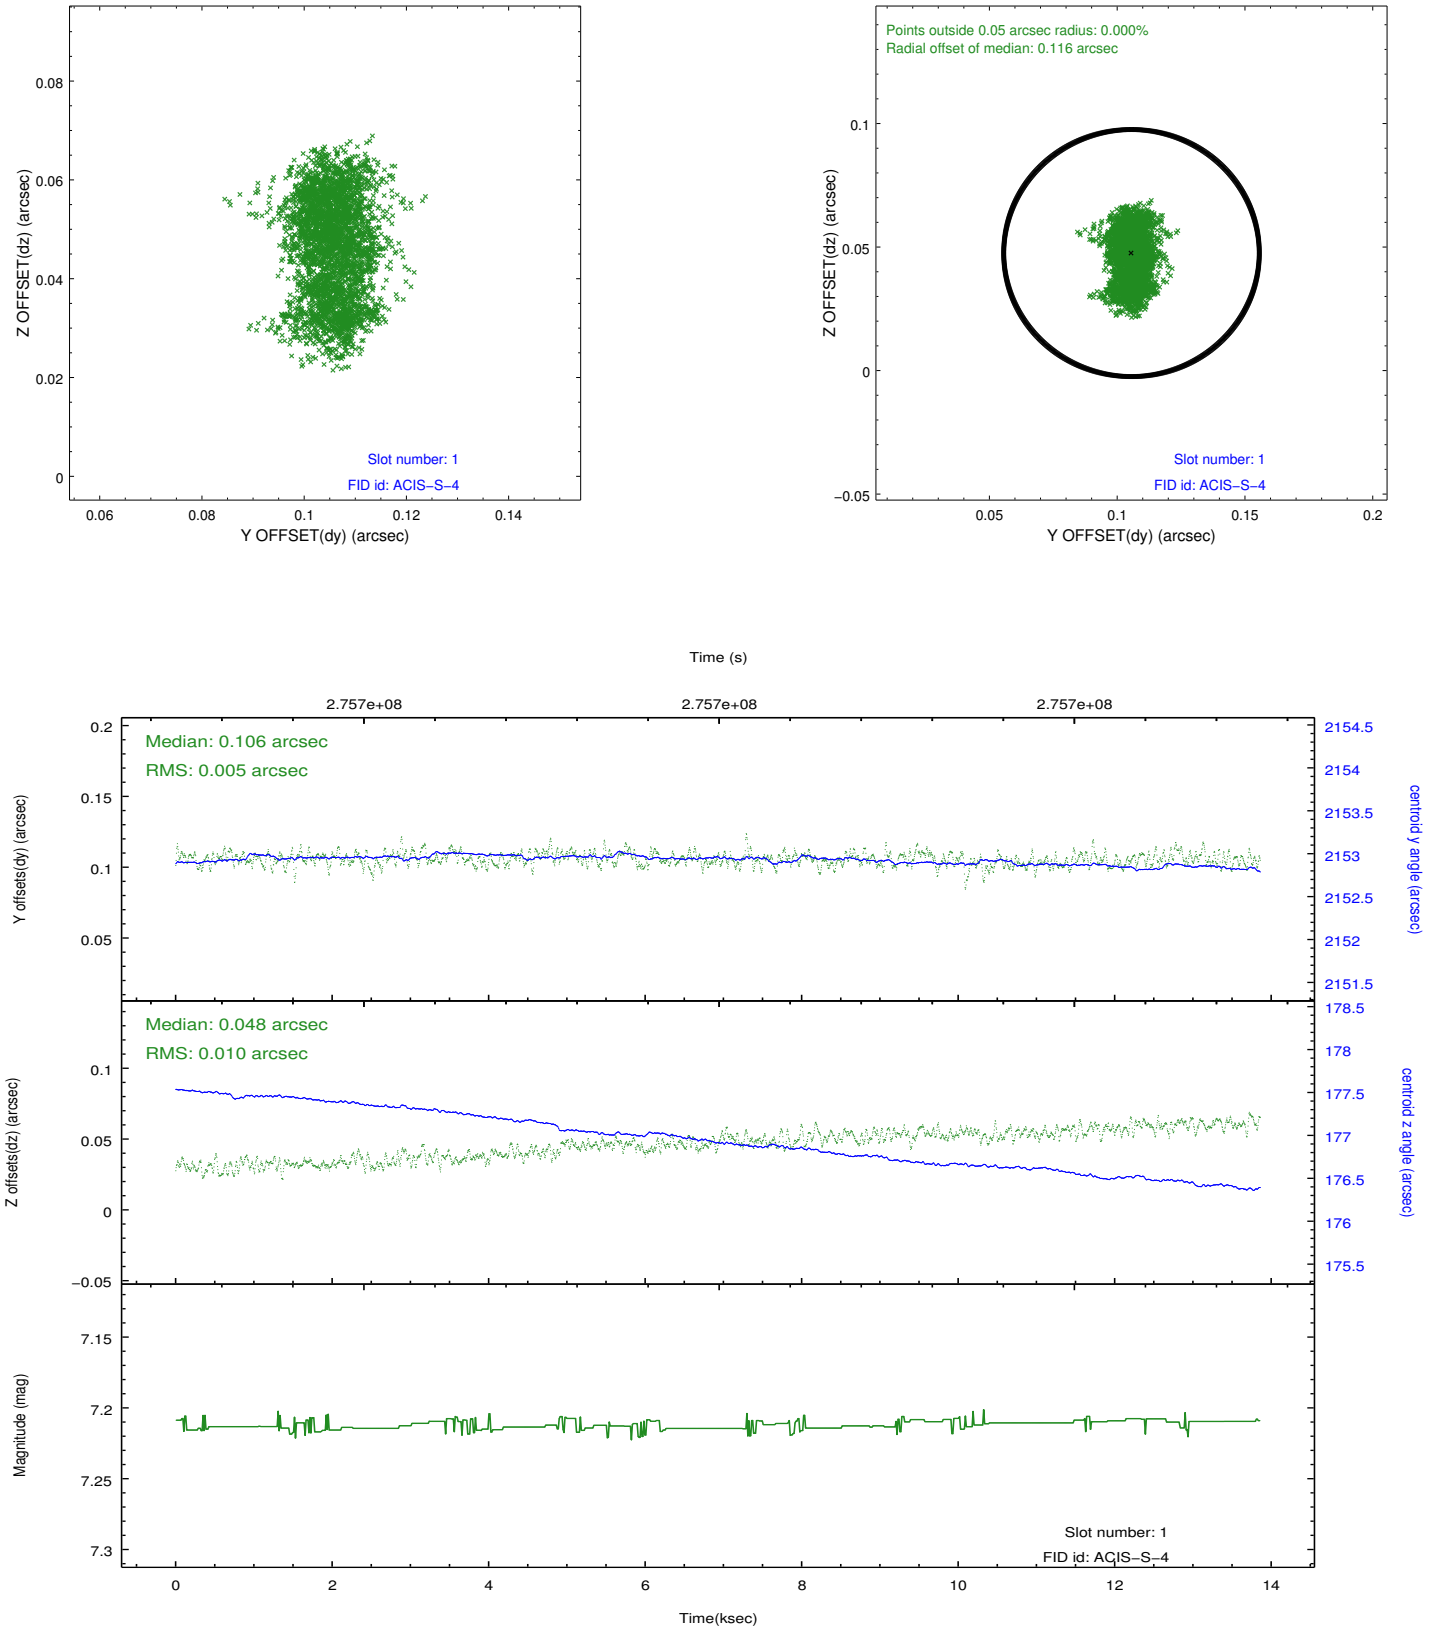 0.08
0.06
0.04
0.02
0
Z OFFSET(dz) (arcsec)
0.06 0.08 0.1 0.12 0.14
Y OFFSET(dy) (arcsec)
Slot number: 1
FID id: ACIS−S−4
Points outside 0.05 arcsec radius: 0.000%
Radial offset of median: 0.116 arcsec
0.1
0.05
0
−0.05
Z OFFSET(dz) (arcsec)
0.05 0.1 0.15 0.2
Y OFFSET(dy) (arcsec)
Slot number: 1
FID id: ACIS−S−4
Time (s)
2.757e+08 2.757e+08 2.757e+08
Median: 0.106 arcsec
RMS: 0.005 arcsec
0.2
0.15
0.1
0.05
Y offsets(dy) (arcsec)
2154.5
2154
2153.5
2153
2152.5
2152
2151.5
centroid y angle (arcsec)
Median: 0.048 arcsec
RMS: 0.010 arcsec
0.1
0.05
0
−0.05
Z offsets(dz) (arcsec)
178.5
178
177.5
177
176.5
176
175.5
centroid z angle (arcsec)
7.15
7.2
7.25
7.3
Magnitude (mag)
Slot number: 1
FID id: ACIS−S−4
0 2 4 6 8 10 12 14
Time(ksec)